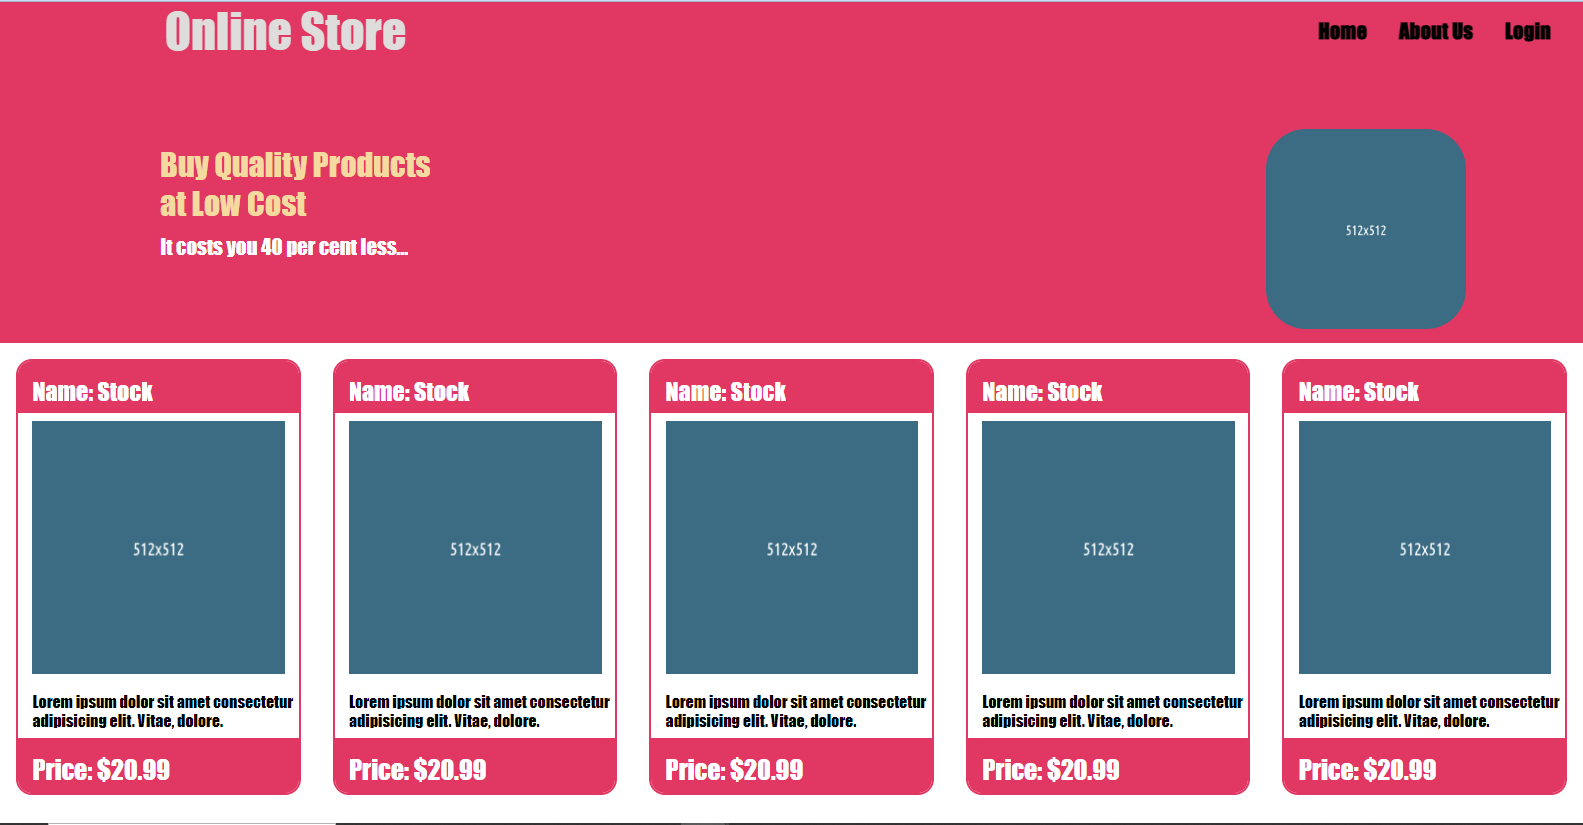 Online Store
Home About Us Login
Buy Quality Products
at Low Cost
It costs you 40 per cent less...
512x512
Name: Stock
512x512
Lorem ipsum dolor sit amet consectetur
adipisicing elit. Vitae, dolore.
Price: $20.99
Name: Stock
512x512
Lorem ipsum dolor sit amet consectetur
adipisicing elit. Vitae, dolore.
Price: $20.99
Name: Stock
512x512
Lorem ipsum dolor sit amet consectetur
adipisicing elit. Vitae, dolore.
Price: $20.99
Name: Stock
512x512
Lorem ipsum dolor sit amet consectetur
adipisicing elit. Vitae, dolore.
Price: $20.99
Name: Stock
512x512
Lorem ipsum dolor sit amet consectetur
adipisicing elit. Vitae, dolore.
Price: $20.99